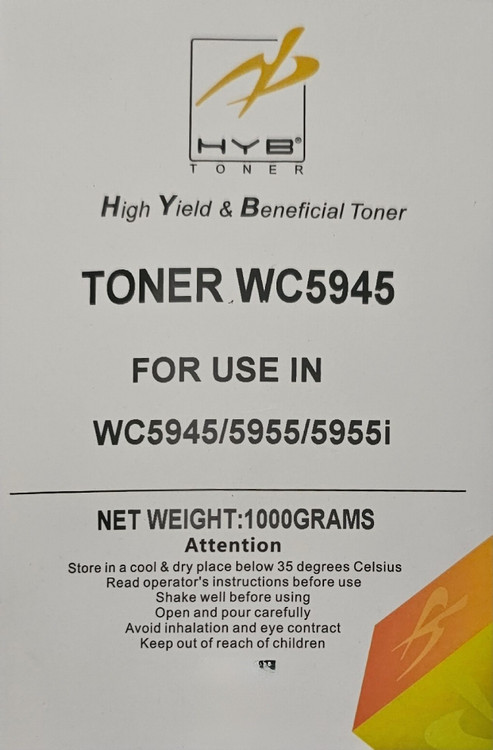 HYB®
TONER
High Yield & Beneficial Toner
TONER WC5945
FOR USE IN
WC5945/5955/5955i
NET WEIGHT:1000GRAMS
Attention
Store in a cool & dry place below 35 degrees Celsius
Read operator's instructions before use
Shake well before using
Open and pour carefully
Avoid inhalation and eye contract
Keep out of reach of children